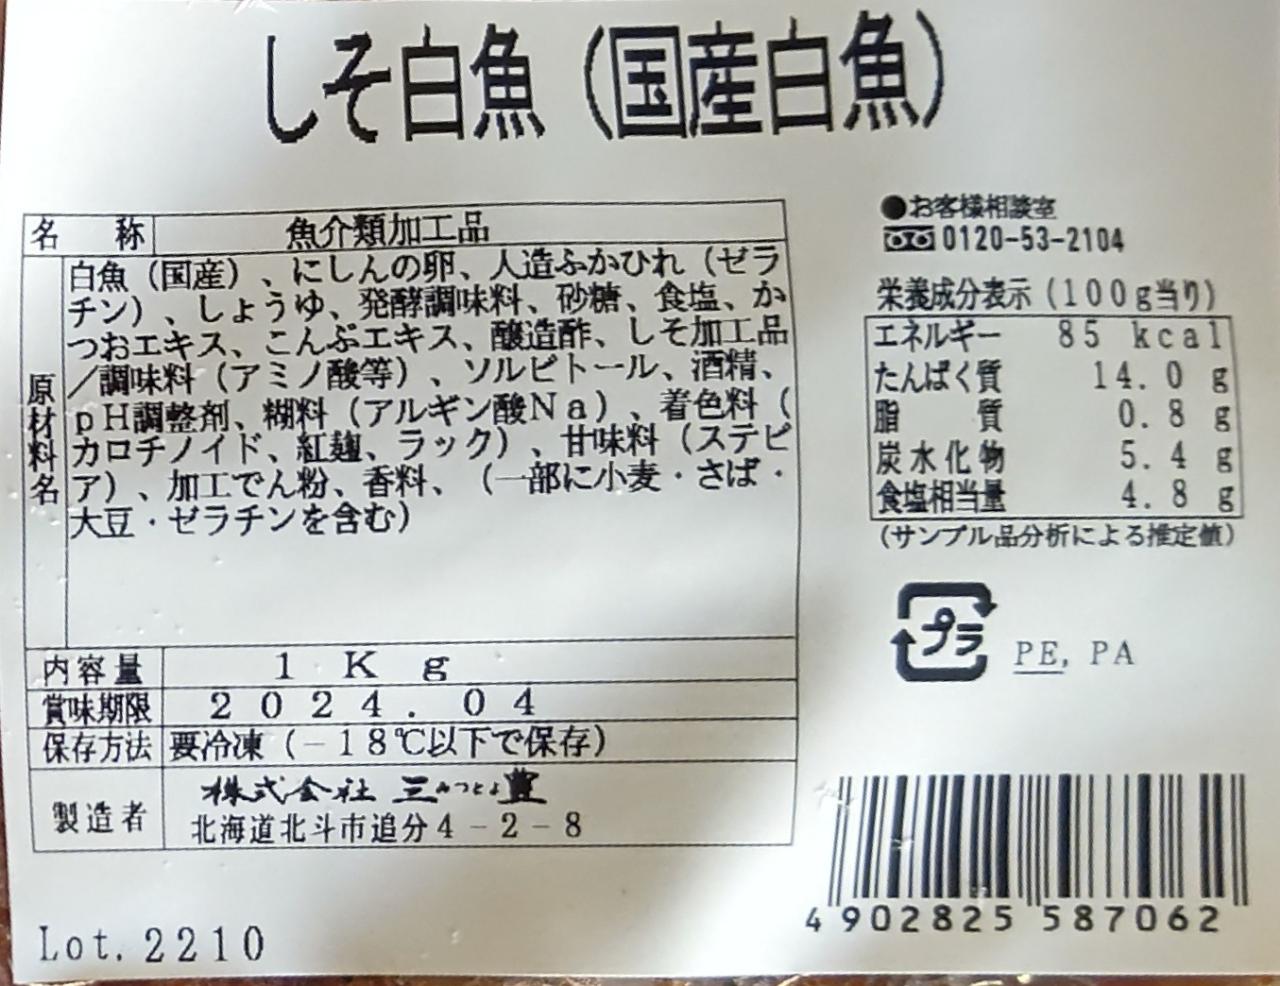 しそ白魚（国産白魚）
名　　称　魚介類加工品
原材料名
白魚（国産）、にしんの卵、人造ふかひれ（ゼラ
チン）、しょうゆ、発酵調味料、砂糖、食塩、か
つおエキス、こんぶエキス、醸造酢、しそ加工品
／調味料（アミノ酸等）、ソルビトール、酒精、
ｐＨ調整剤、糊料（アルギン酸Ｎａ）、着色料（
カロチノイド、紅麹、ラック）、甘味料（ステビ
ア）、加工でん粉、香料、（一部に小麦・さば・
大豆・ゼラチンを含む）
内容量　１Ｋｇ
賞味期限　２０２４．０４
保存方法　要冷凍（－１８℃以下で保存）
製造者
株式会社 三みつとよ豊
北海道北斗市追分４－２－８
Lot. 2210
●お客様相談室
0120-53-2104
栄養成分表示（100g当り）
エネルギー　85 kcal
たんぱく質　14.0 g
脂　　質　0.8 g
炭水化物　5.4 g
食塩相当量　4.8 g
（サンプル品分析による推定値）
プラ PE, PA
4 902825 587062